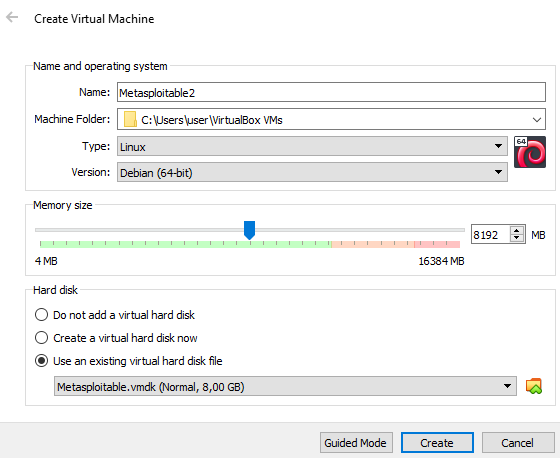 Create Virtual Machine
Name and operating system
Name: Metasploitable2
Machine Folder: C:\Users\user\VirtualBox VMs
Type: Linux
64
Version: Debian (64-bit)
Memory size
8192 MB
4 MB 16384 MB
Hard disk
Do not add a virtual hard disk
Create a virtual hard disk now
Use an existing virtual hard disk file
Metasploitable.vmdk (Normal, 8,00 GB)
Guided Mode Create Cancel